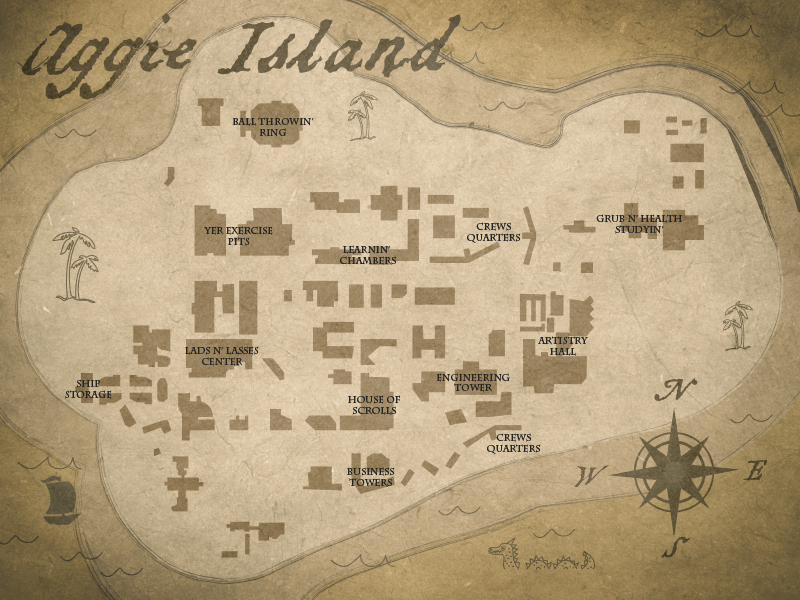 Aggie Island
BALL THROWIN'
RING
GRUB N' HEALTH
STUDYIN'
YER EXERCISE
PITS
CREWS
QUARTERS
LEARNIN'
CHAMBERS
LADS N' LASSES
CENTER
ARTISTRY
HALL
SHIP
STORAGE
ENGINEERING
TOWER
HOUSE OF
SCROLLS
CREWS
QUARTERS
BUSINESS
TOWERS
N
W
E
S